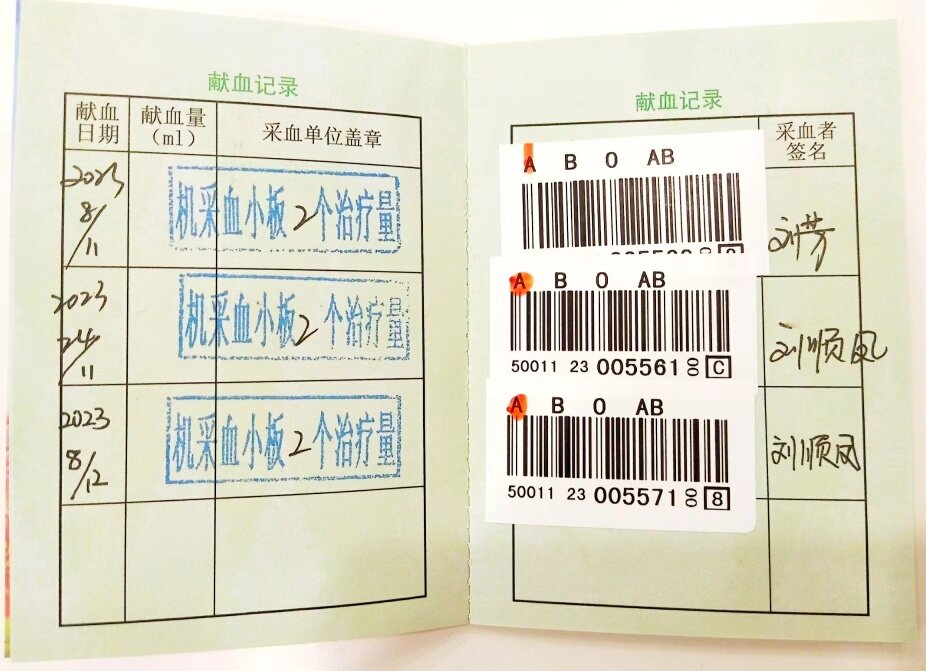 献血记录
献血日期 献血量（ml） 采血单位盖章
2023 8/11 机采血小板2个治疗量
2023 24/11 机采血小板2个治疗量
2023 8/12 机采血小板2个治疗量
献血记录
采血者签名
A B O AB
刘芳
A B O AB
50011 23 005561 00 C
刘顺凤
A B O AB
50011 23 005571 00 8
刘顺凤